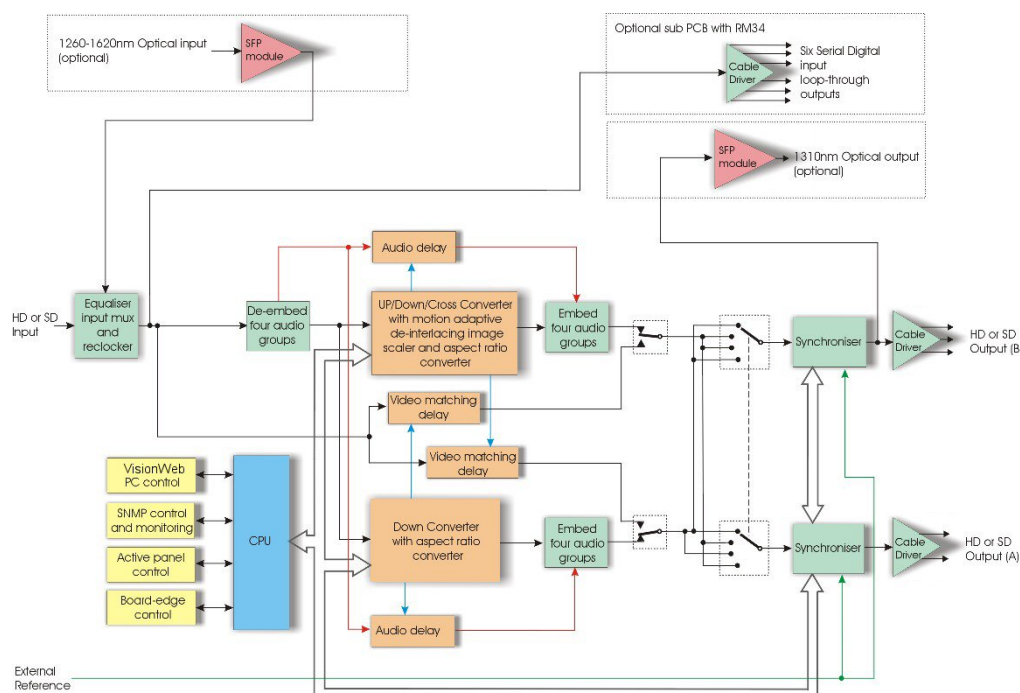 1260-1620nm Optical input
(optional)
SFP
module
Optional sub PCB with RM34
Cable
Driver
Six Serial Digital
input
loop-through
outputs
SFP
module
1310nm Optical output
(optional)
HD or SD
Input
Equaliser
input mux
and
reclocker
De-embed
four audio
groups
Audio delay
UP/Down/Cross Converter
with motion adaptive
de-interlacing image
scaler and aspect ratio
converter
Embed
four audio
groups
Synchroniser
Cable
Driver
HD or SD
Output (B
Video matching
delay
Video matching
delay
VisionWeb
PC control
SNMP control
and monitoring
Active panel
control
Board-edge
control
CPU
Down Converter
with aspect ratio
converter
Embed
four audio
groups
Synchroniser
Cable
Driver
HD or SD
Output (A)
Audio delay
External
Reference